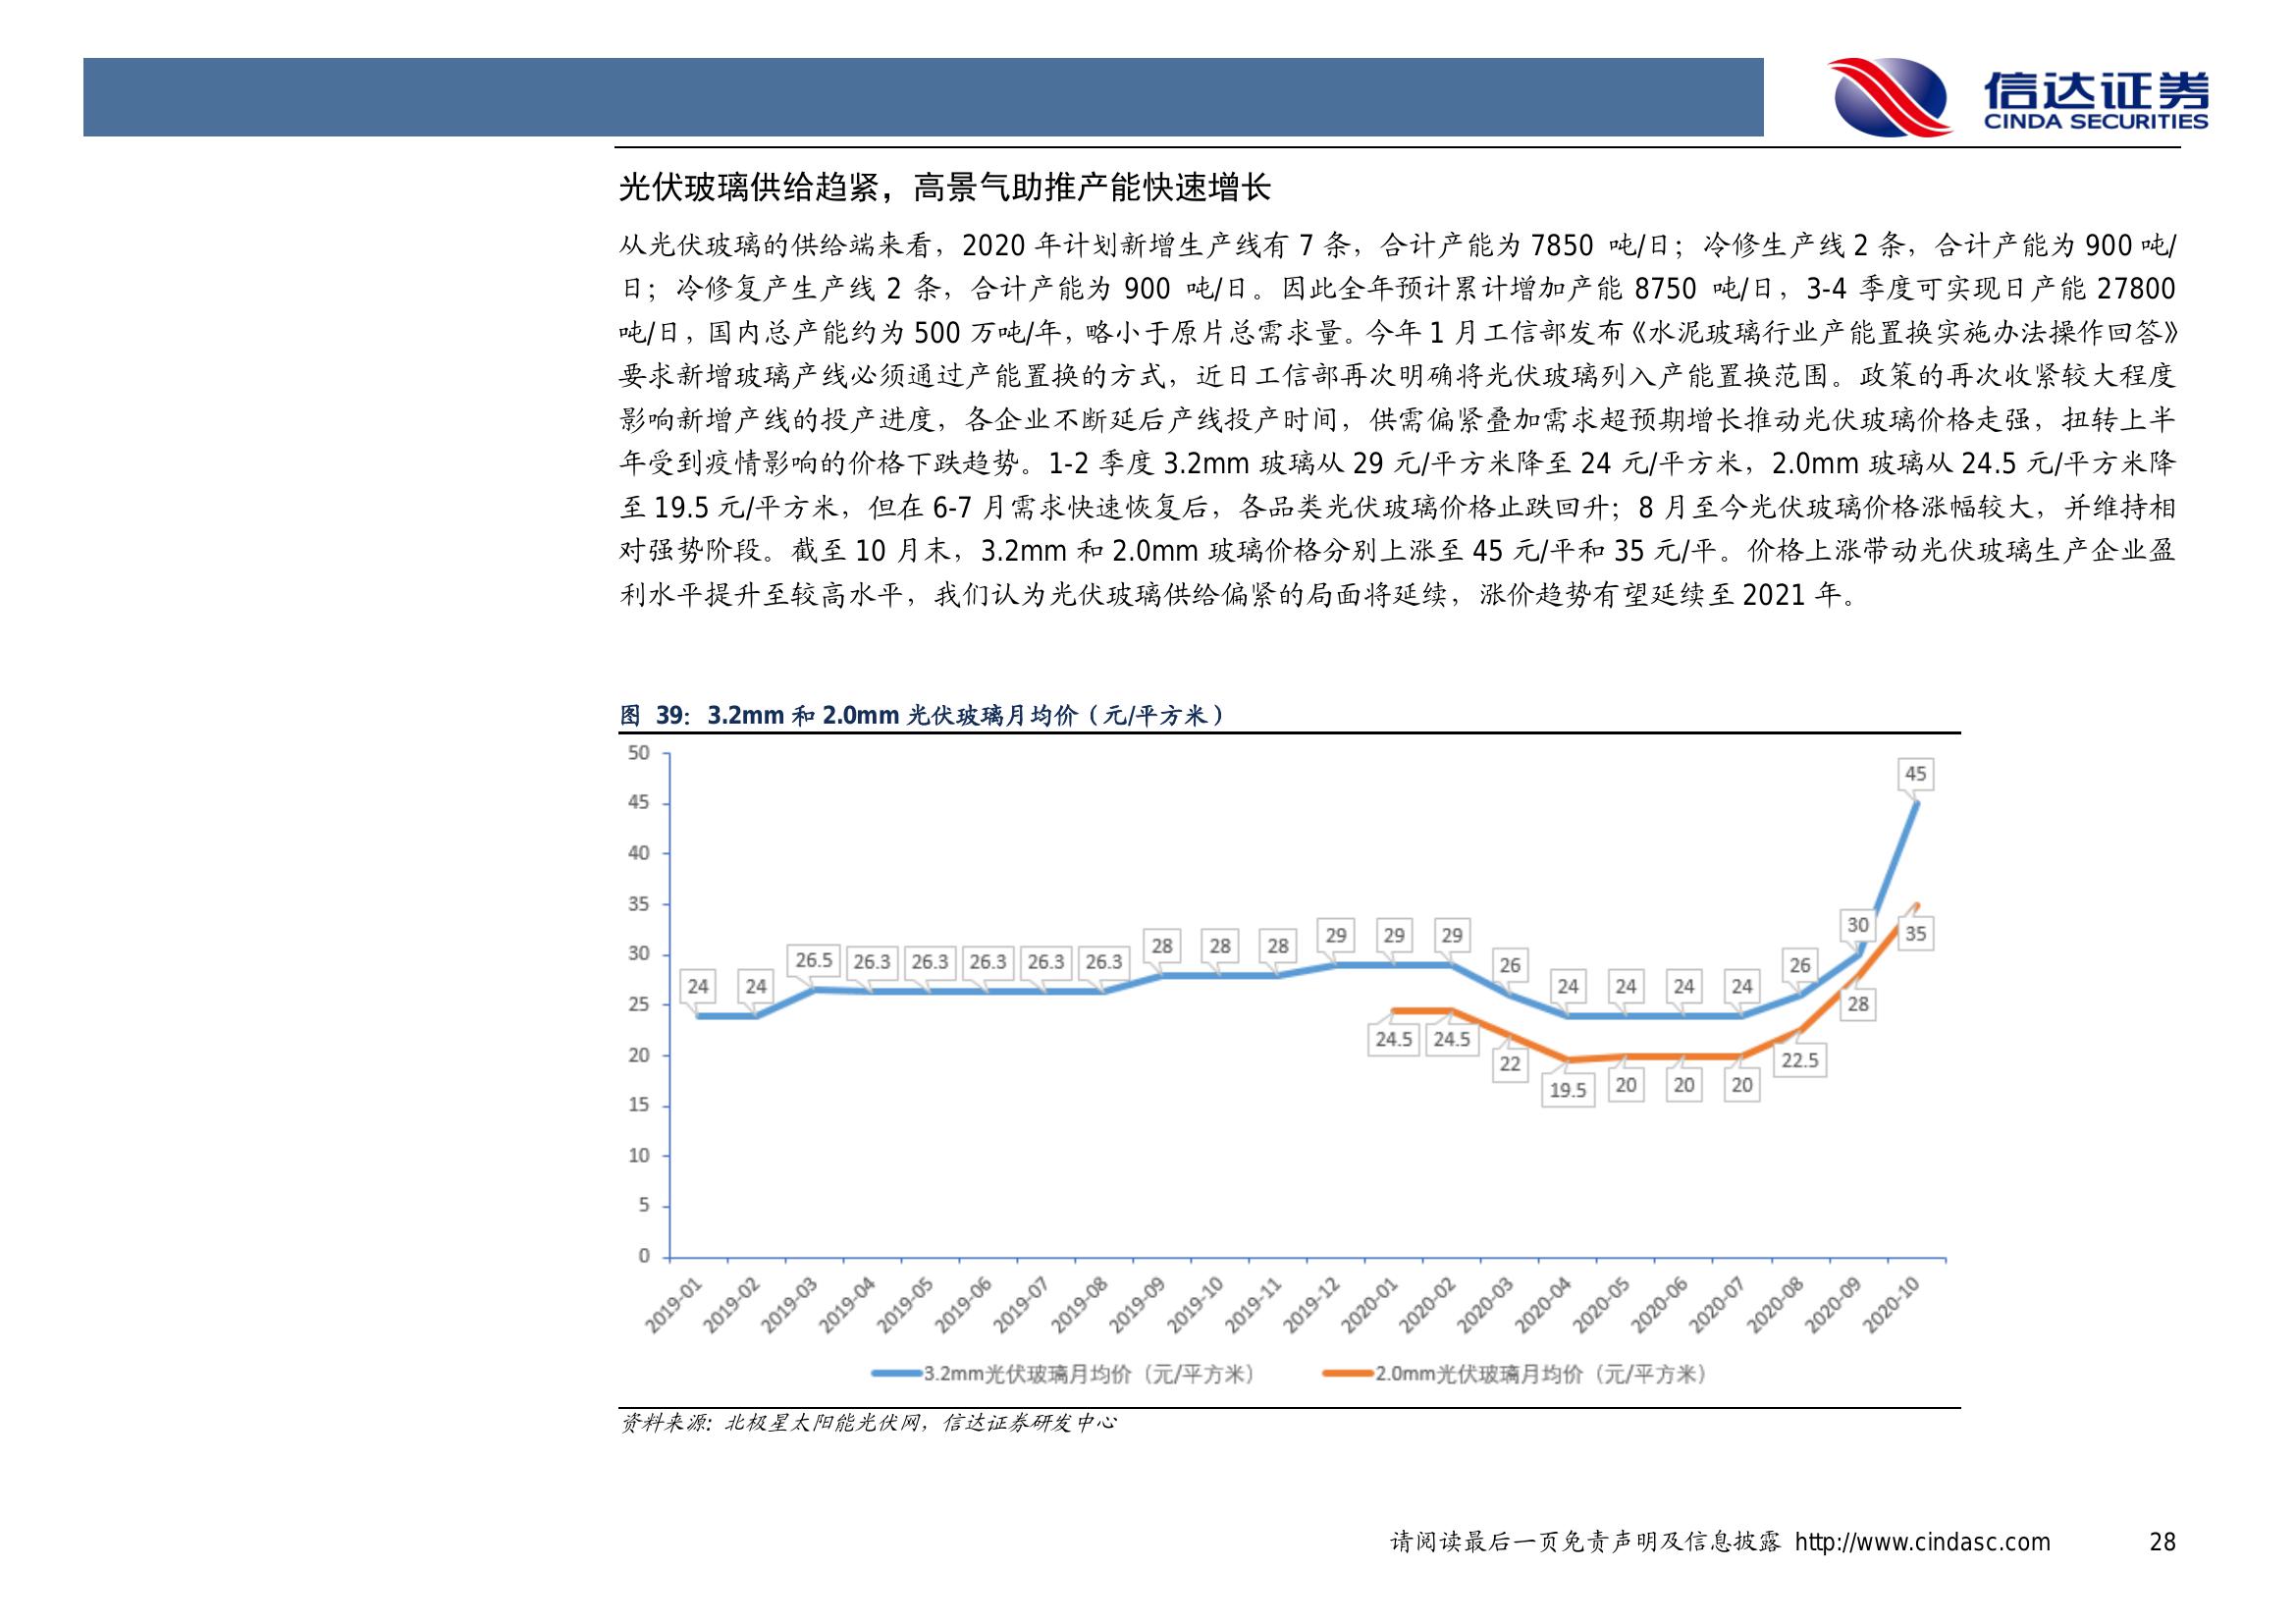 信达证券
CINDA SECURITIES
光伏玻璃供给趋紧，高景气助推产能快速增长
从光伏玻璃的供给端来看，2020 年计划新增生产线有 7 条，合计产能为 7850 吨/日；冷修生产线 2 条，合计产能为 900 吨/
日；冷修复产生产线 2 条，合计产能为 900 吨/日。因此全年预计累计增加产能 8750 吨/日，3-4 季度可实现日产能 27800
吨/日，国内总产能约为 500 万吨/年，略小于原片总需求量。今年 1 月工信部发布《水泥玻璃行业产能置换实施办法操作回答》
要求新增玻璃产线必须通过产能置换的方式，近日工信部再次明确将光伏玻璃列入产能置换范围。政策的再次收紧较大程度
影响新增产线的投产进度，各企业不断延后产线投产时间，供需偏紧叠加需求超预期增长推动光伏玻璃价格走强，扭转上半
年受到疫情影响的价格下跌趋势。1-2 季度 3.2mm 玻璃从 29 元/平方米降至 24 元/平方米，2.0mm 玻璃从 24.5 元/平方米降
至 19.5 元/平方米，但在 6-7 月需求快速恢复后，各品类光伏玻璃价格止跌回升；8 月至今光伏玻璃价格涨幅较大，并维持相
对强势阶段。截至 10 月末，3.2mm 和 2.0mm 玻璃价格分别上涨至 45 元/平和 35 元/平。价格上涨带动光伏玻璃生产企业盈
利水平提升至较高水平，我们认为光伏玻璃供给偏紧的局面将延续，涨价趋势有望延续至 2021 年。
图 39：3.2mm 和 2.0mm 光伏玻璃月均价（元/平方米）
50
45
40
35
30
25
20
15
10
5
0
24 24 26.5 26.3 26.3 26.3 26.3 26.3 28 28 28 29 29 29 26 24 24 24 24 26 30 45
24.5 24.5 22 19.5 20 20 20 22.5 28 35
2019-01 2019-02 2019-03 2019-04 2019-05 2019-06 2019-07 2019-08 2019-09 2019-10 2019-11 2019-12 2020-01 2020-02 2020-03 2020-04 2020-05 2020-06 2020-07 2020-08 2020-09 2020-10
3.2mm光伏玻璃月均价（元/平方米） 2.0mm光伏玻璃月均价（元/平方米）
资料来源：北极星太阳能光伏网，信达证券研发中心
请阅读最后一页免责声明及信息披露 http://www.cindasc.com 28